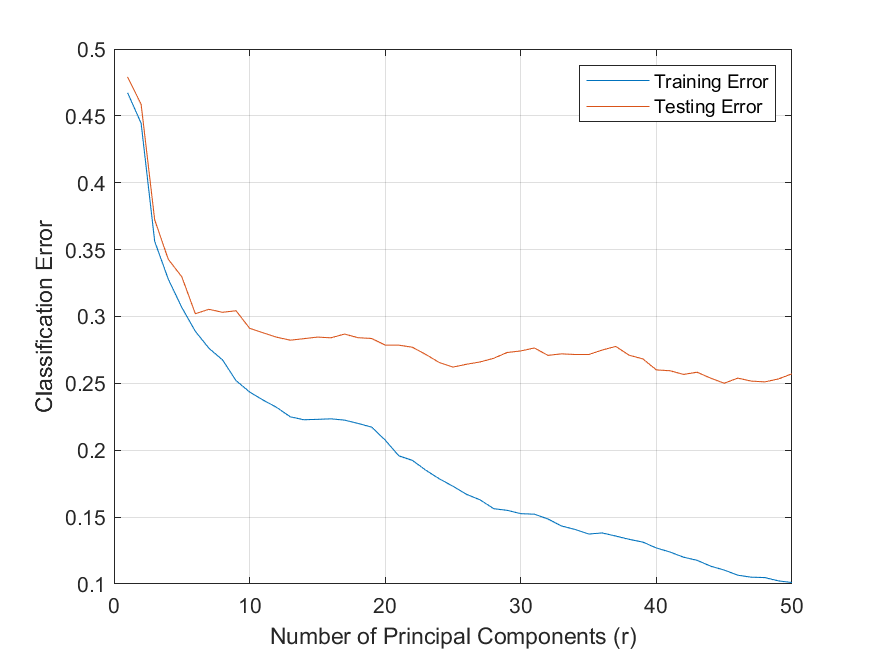 0.5
0.45
0.4
0.35
0.3
0.25
0.2
0.15
0.1
Classification Error
Training Error
Testing Error
0 10 20 30 40 50
Number of Principal Components (r)